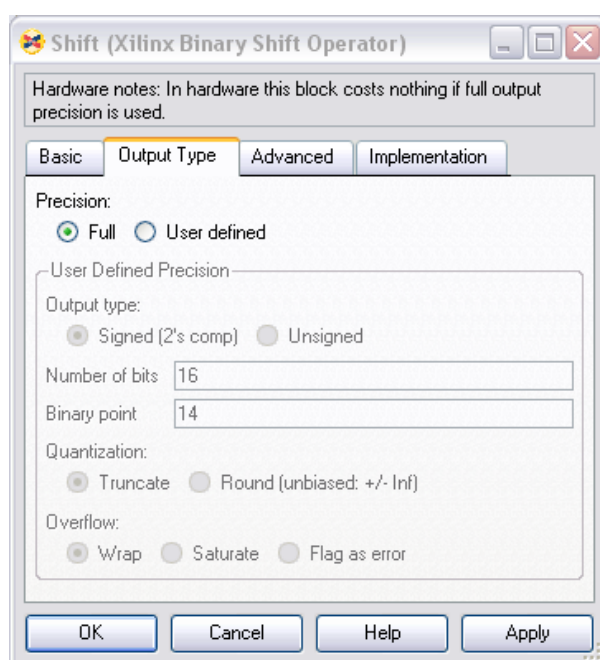 Shift (Xilinx Binary Shift Operator)
Hardware notes: In hardware this block costs nothing if full output
precision is used.
Basic Output Type Advanced Implementation
Precision:
Full User defined
User Defined Precision
Output type:
Signed (2's comp) Unsigned
Number of bits 16
Binary point 14
Quantization:
Truncate Round (unbiased: +/- Inf)
Overflow:
Wrap Saturate Flag as error
OK Cancel Help Apply